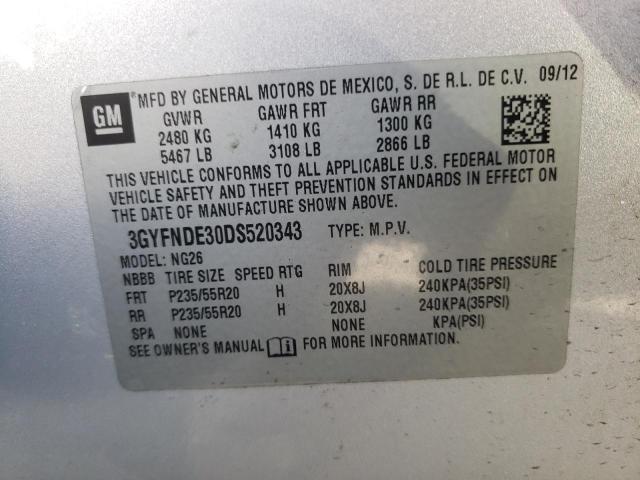 GM ® MFD BY GENERAL MOTORS DE MEXICO, S. DE R.L. DE C.V. 09/12
GVWR GAWR FRT GAWR RR
2480 KG 1410 KG 1300 KG
5467 LB 3108 LB 2866 LB
THIS VEHICLE CONFORMS TO ALL APPLICABLE U.S. FEDERAL MOTOR
VEHICLE SAFETY AND THEFT PREVENTION STANDARDS IN EFFECT ON
THE DATE OF MANUFACTURE SHOWN ABOVE.
3GYFNDE30DS520343 TYPE: M.P.V.
MODEL: NG26
NBBB TIRE SIZE SPEED RTG RIM COLD TIRE PRESSURE
FRT P235/55R20 H 20X8J 240KPA(35PSI)
RR P235/55R20 H 20X8J 240KPA(35PSI)
SPA NONE NONE KPA(PSI)
SEE OWNER'S MANUAL i FOR MORE INFORMATION.